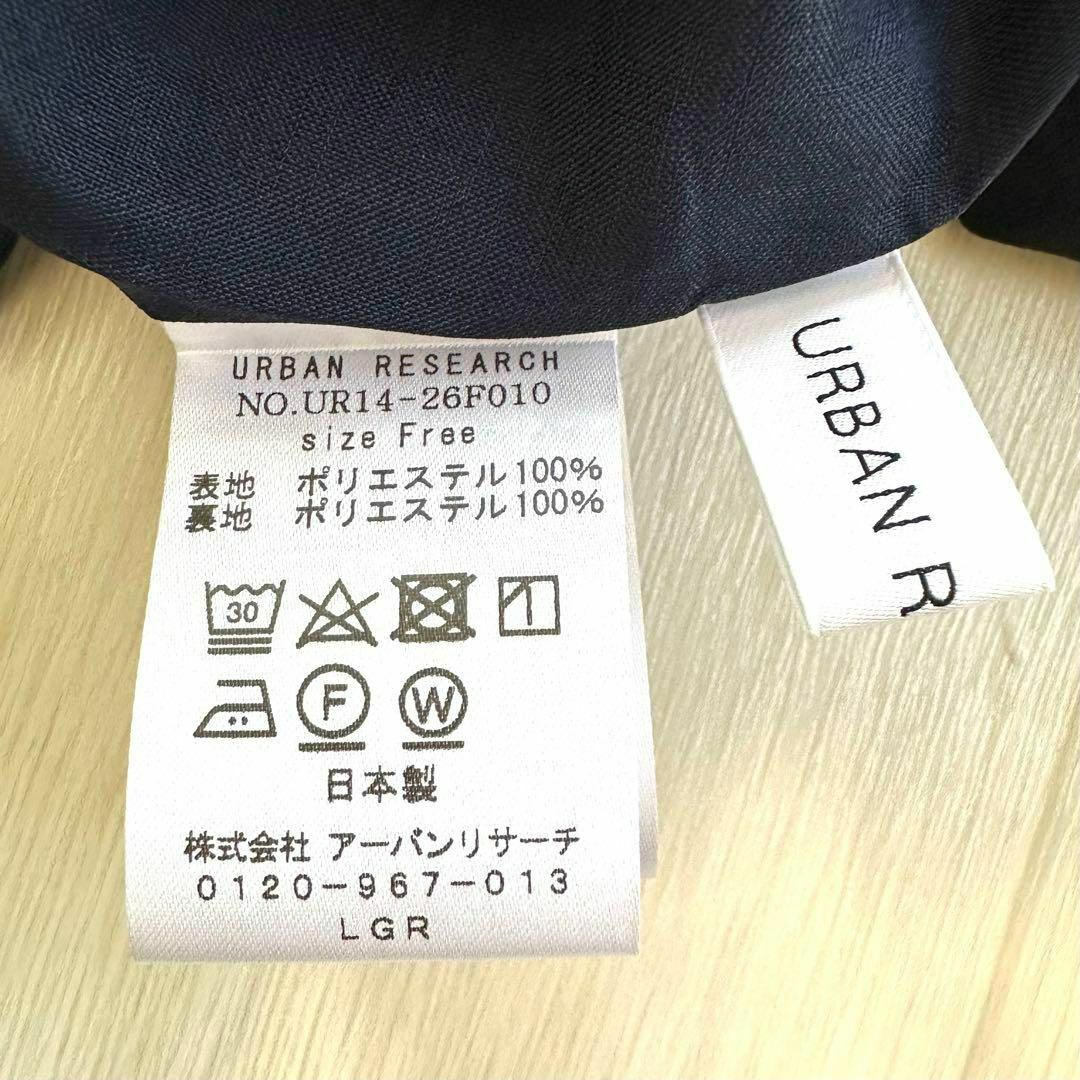 URBAN RESEARCH
NO.UR14-26F010
size Free
表地 ポリエステル100%
裏地 ポリエステル100%
30
F W
日本製
株式会社 アーバンリサーチ
0120-967-013
LGR
URBAN R